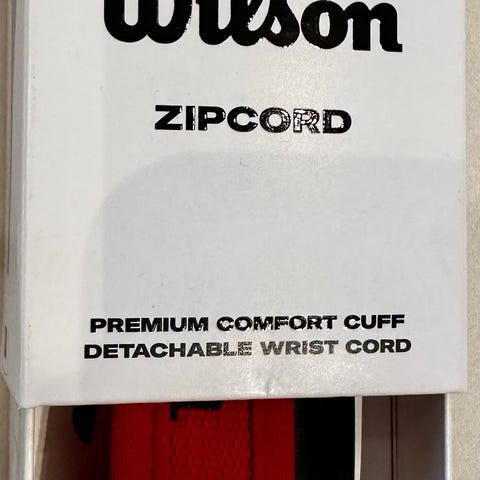 Wilson
ZIPCORD
PREMIUM COMFORT CUFF
DETACHABLE WRIST CORD